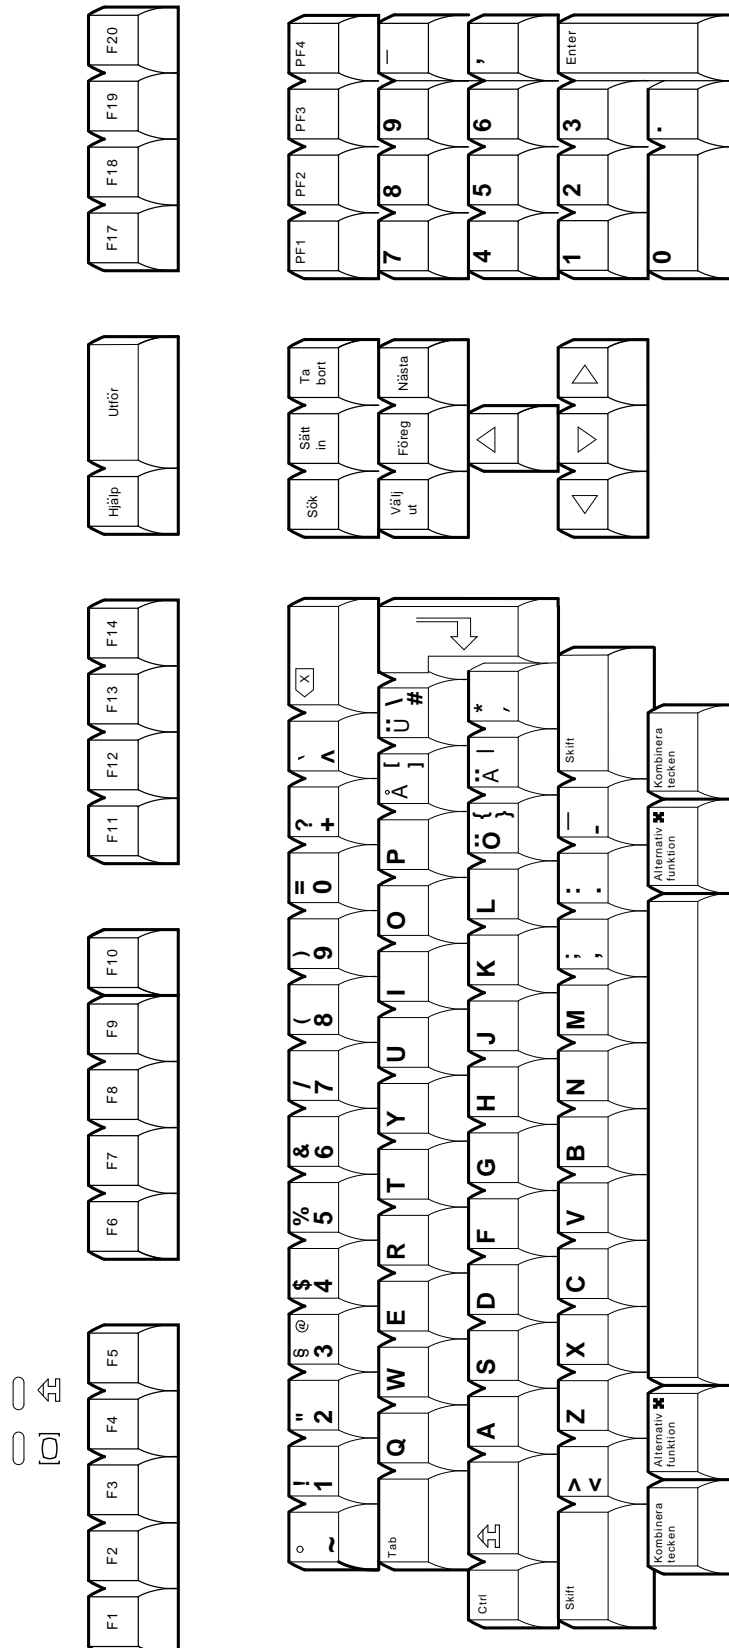 F1 F2 F3 F4 F5
F6 F7 F8 F9 F10
F11 F12 F13 F14
Hjälp Utför
F17 F18 F19 F20
° ! " § @ $ % & / ( ) = ? ` X
~ 1 2 3 4 5 6 7 8 9 0 + ^
Tab Q W E R T Y U I O P Å [ ] Ü \ #
Ctrl A S D F G H J K L Ö { } Ä | * ,
Skift > < Z X C V B N M ; , : . — - Skift
Kombinera
tecken
Alternativ
funktion
Alternativ
funktion
Kombinera
tecken
Sök
Sätt
in
Ta
bort
Välj
ut
Föreg
Nästa
PF1 PF2 PF3 PF4
7 8 9 –
4 5 6 ,
1 2 3 Enter
0 .